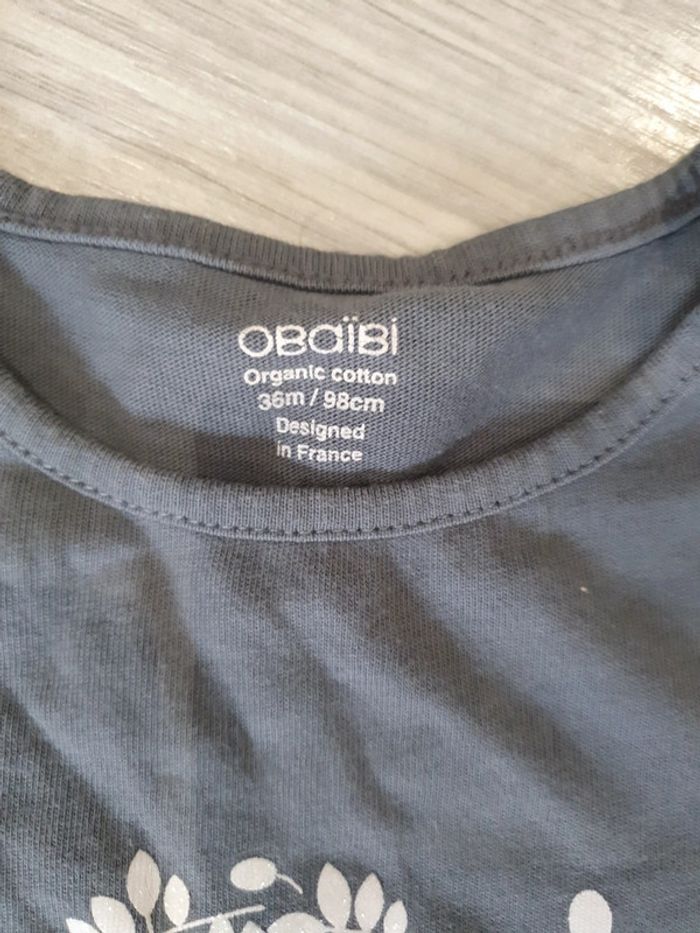 OBaïBi
Organic cotton
36m / 98cm
Designed
in France